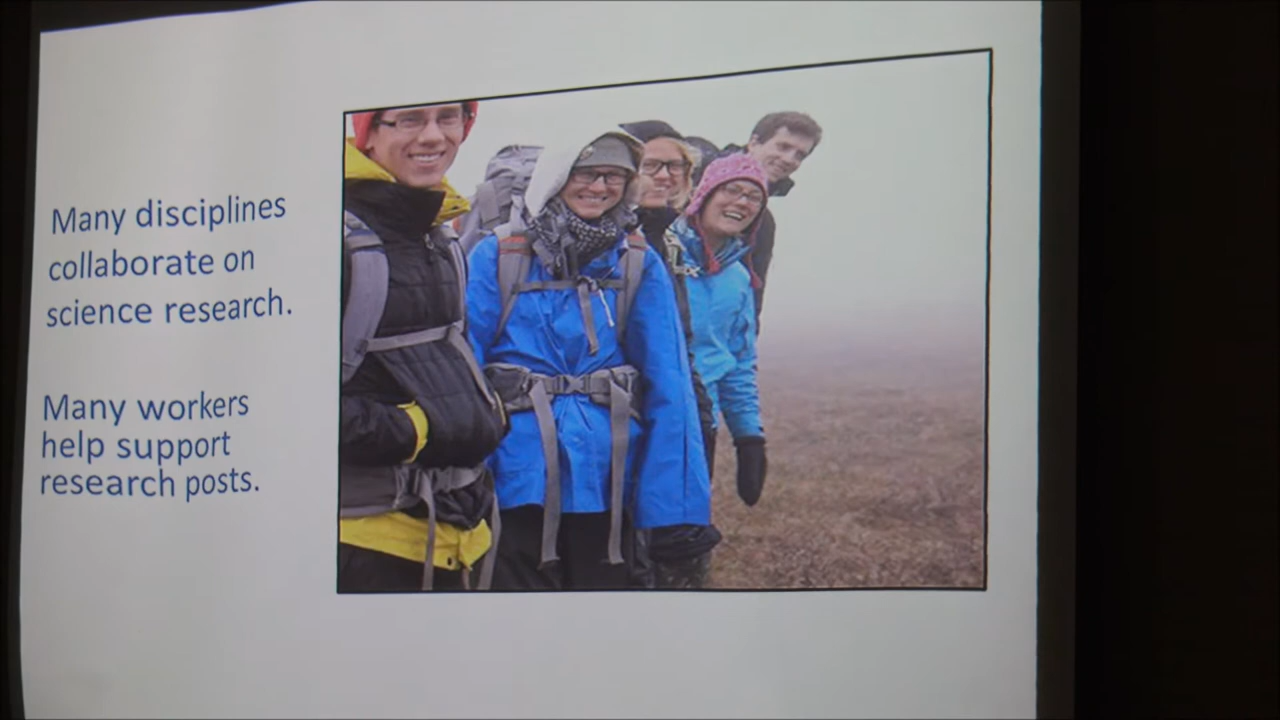 Many disciplines
collaborate on
science research.
Many workers
help support
research posts.